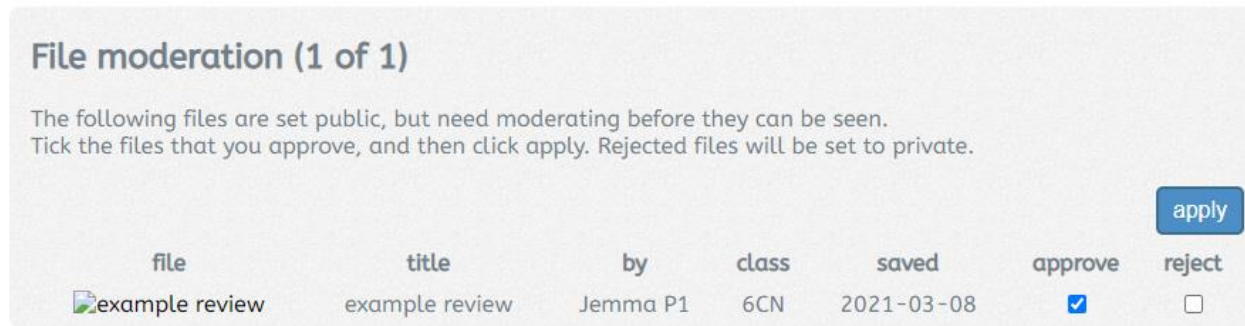 File moderation (1 of 1)
The following files are set public, but need moderating before they can be seen.
Tick the files that you approve, and then click apply. Rejected files will be set to private.
apply
file title by class saved approve reject
example review example review Jemma P1 6CN 2021-03-08